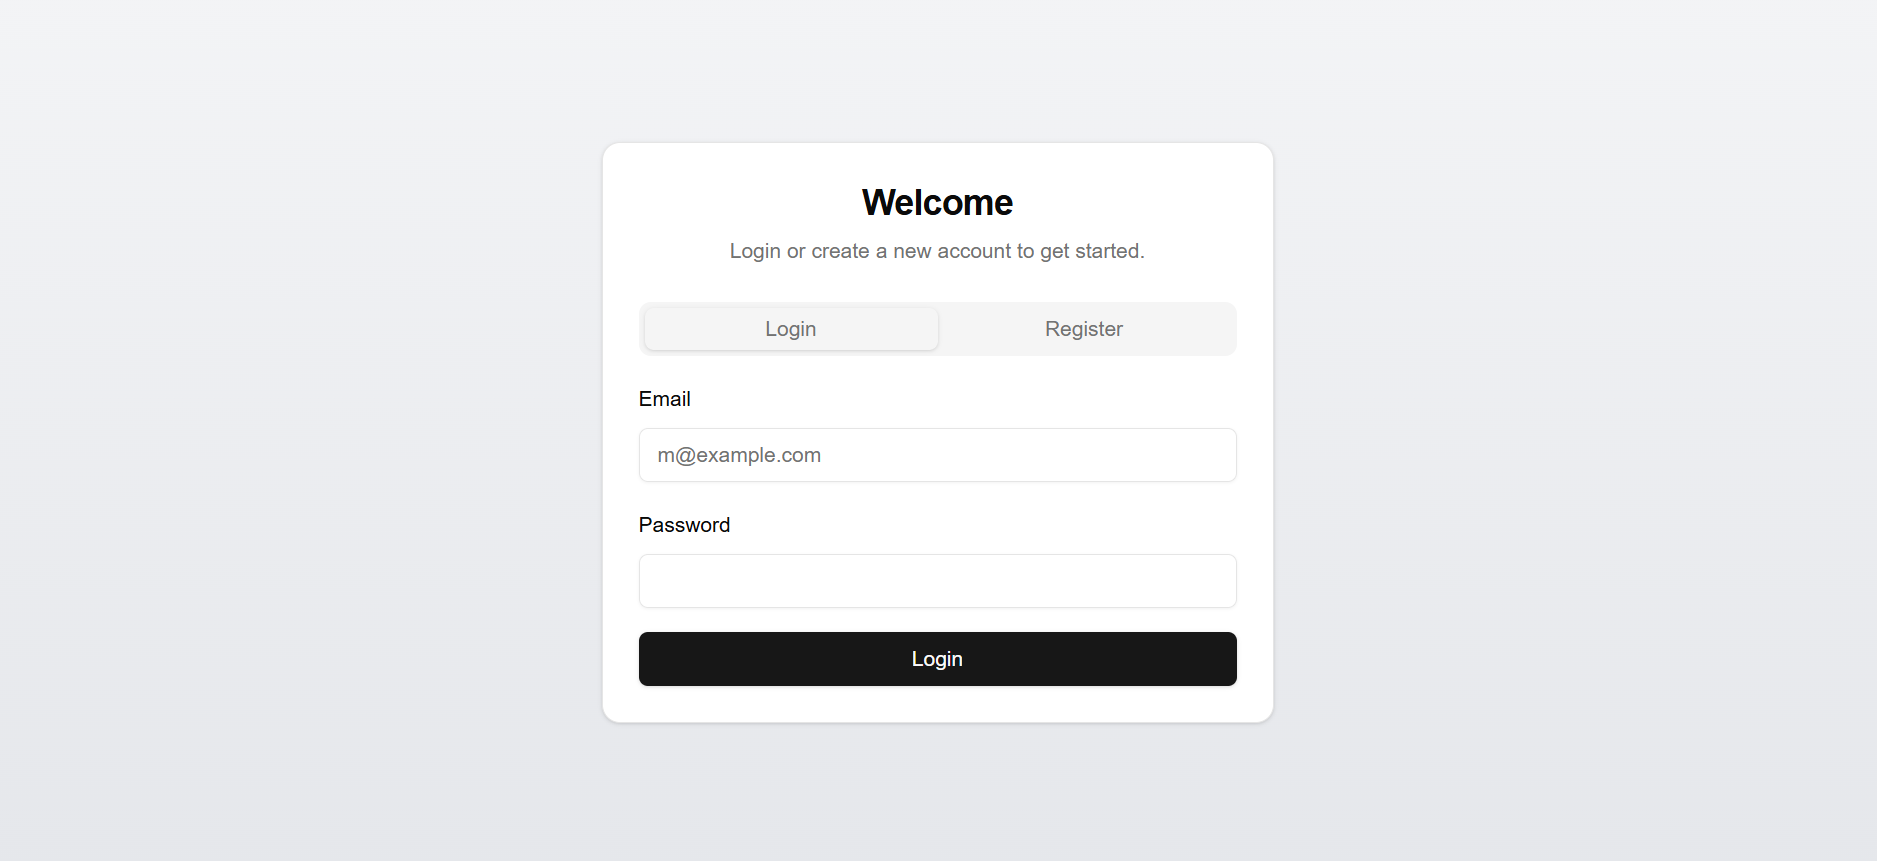 Welcome
Login or create a new account to get started.
Login
Register
Email
m@example.com
Password
Login